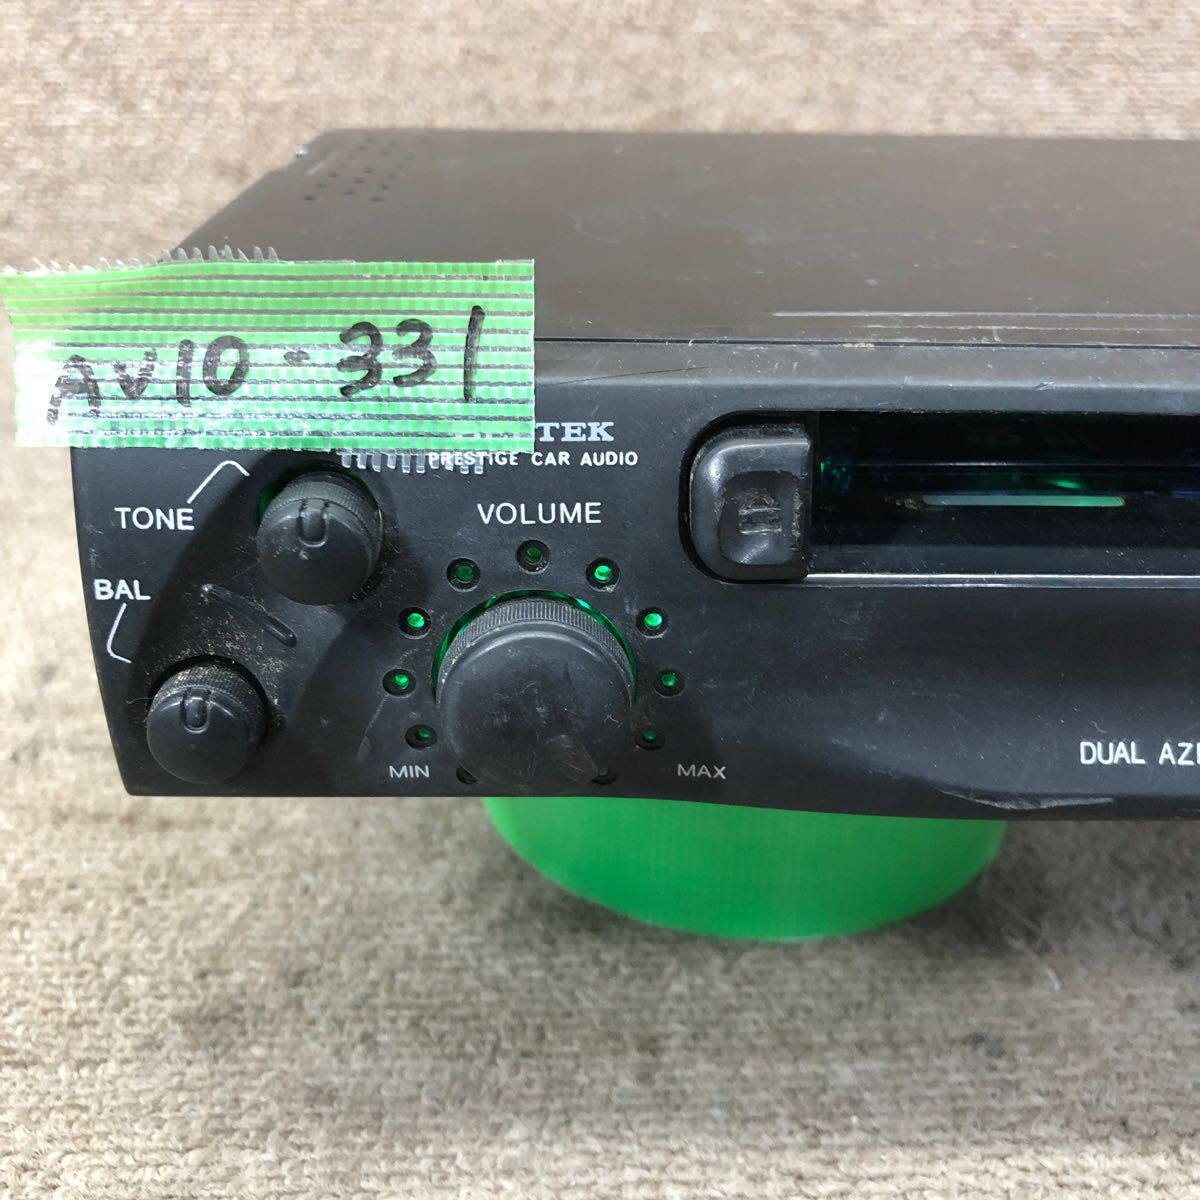 AV10-331
TEK
PRESTIGE CAR AUDIO
TONE
VOLUME
BAL
MIN
MAX
DUAL AZI